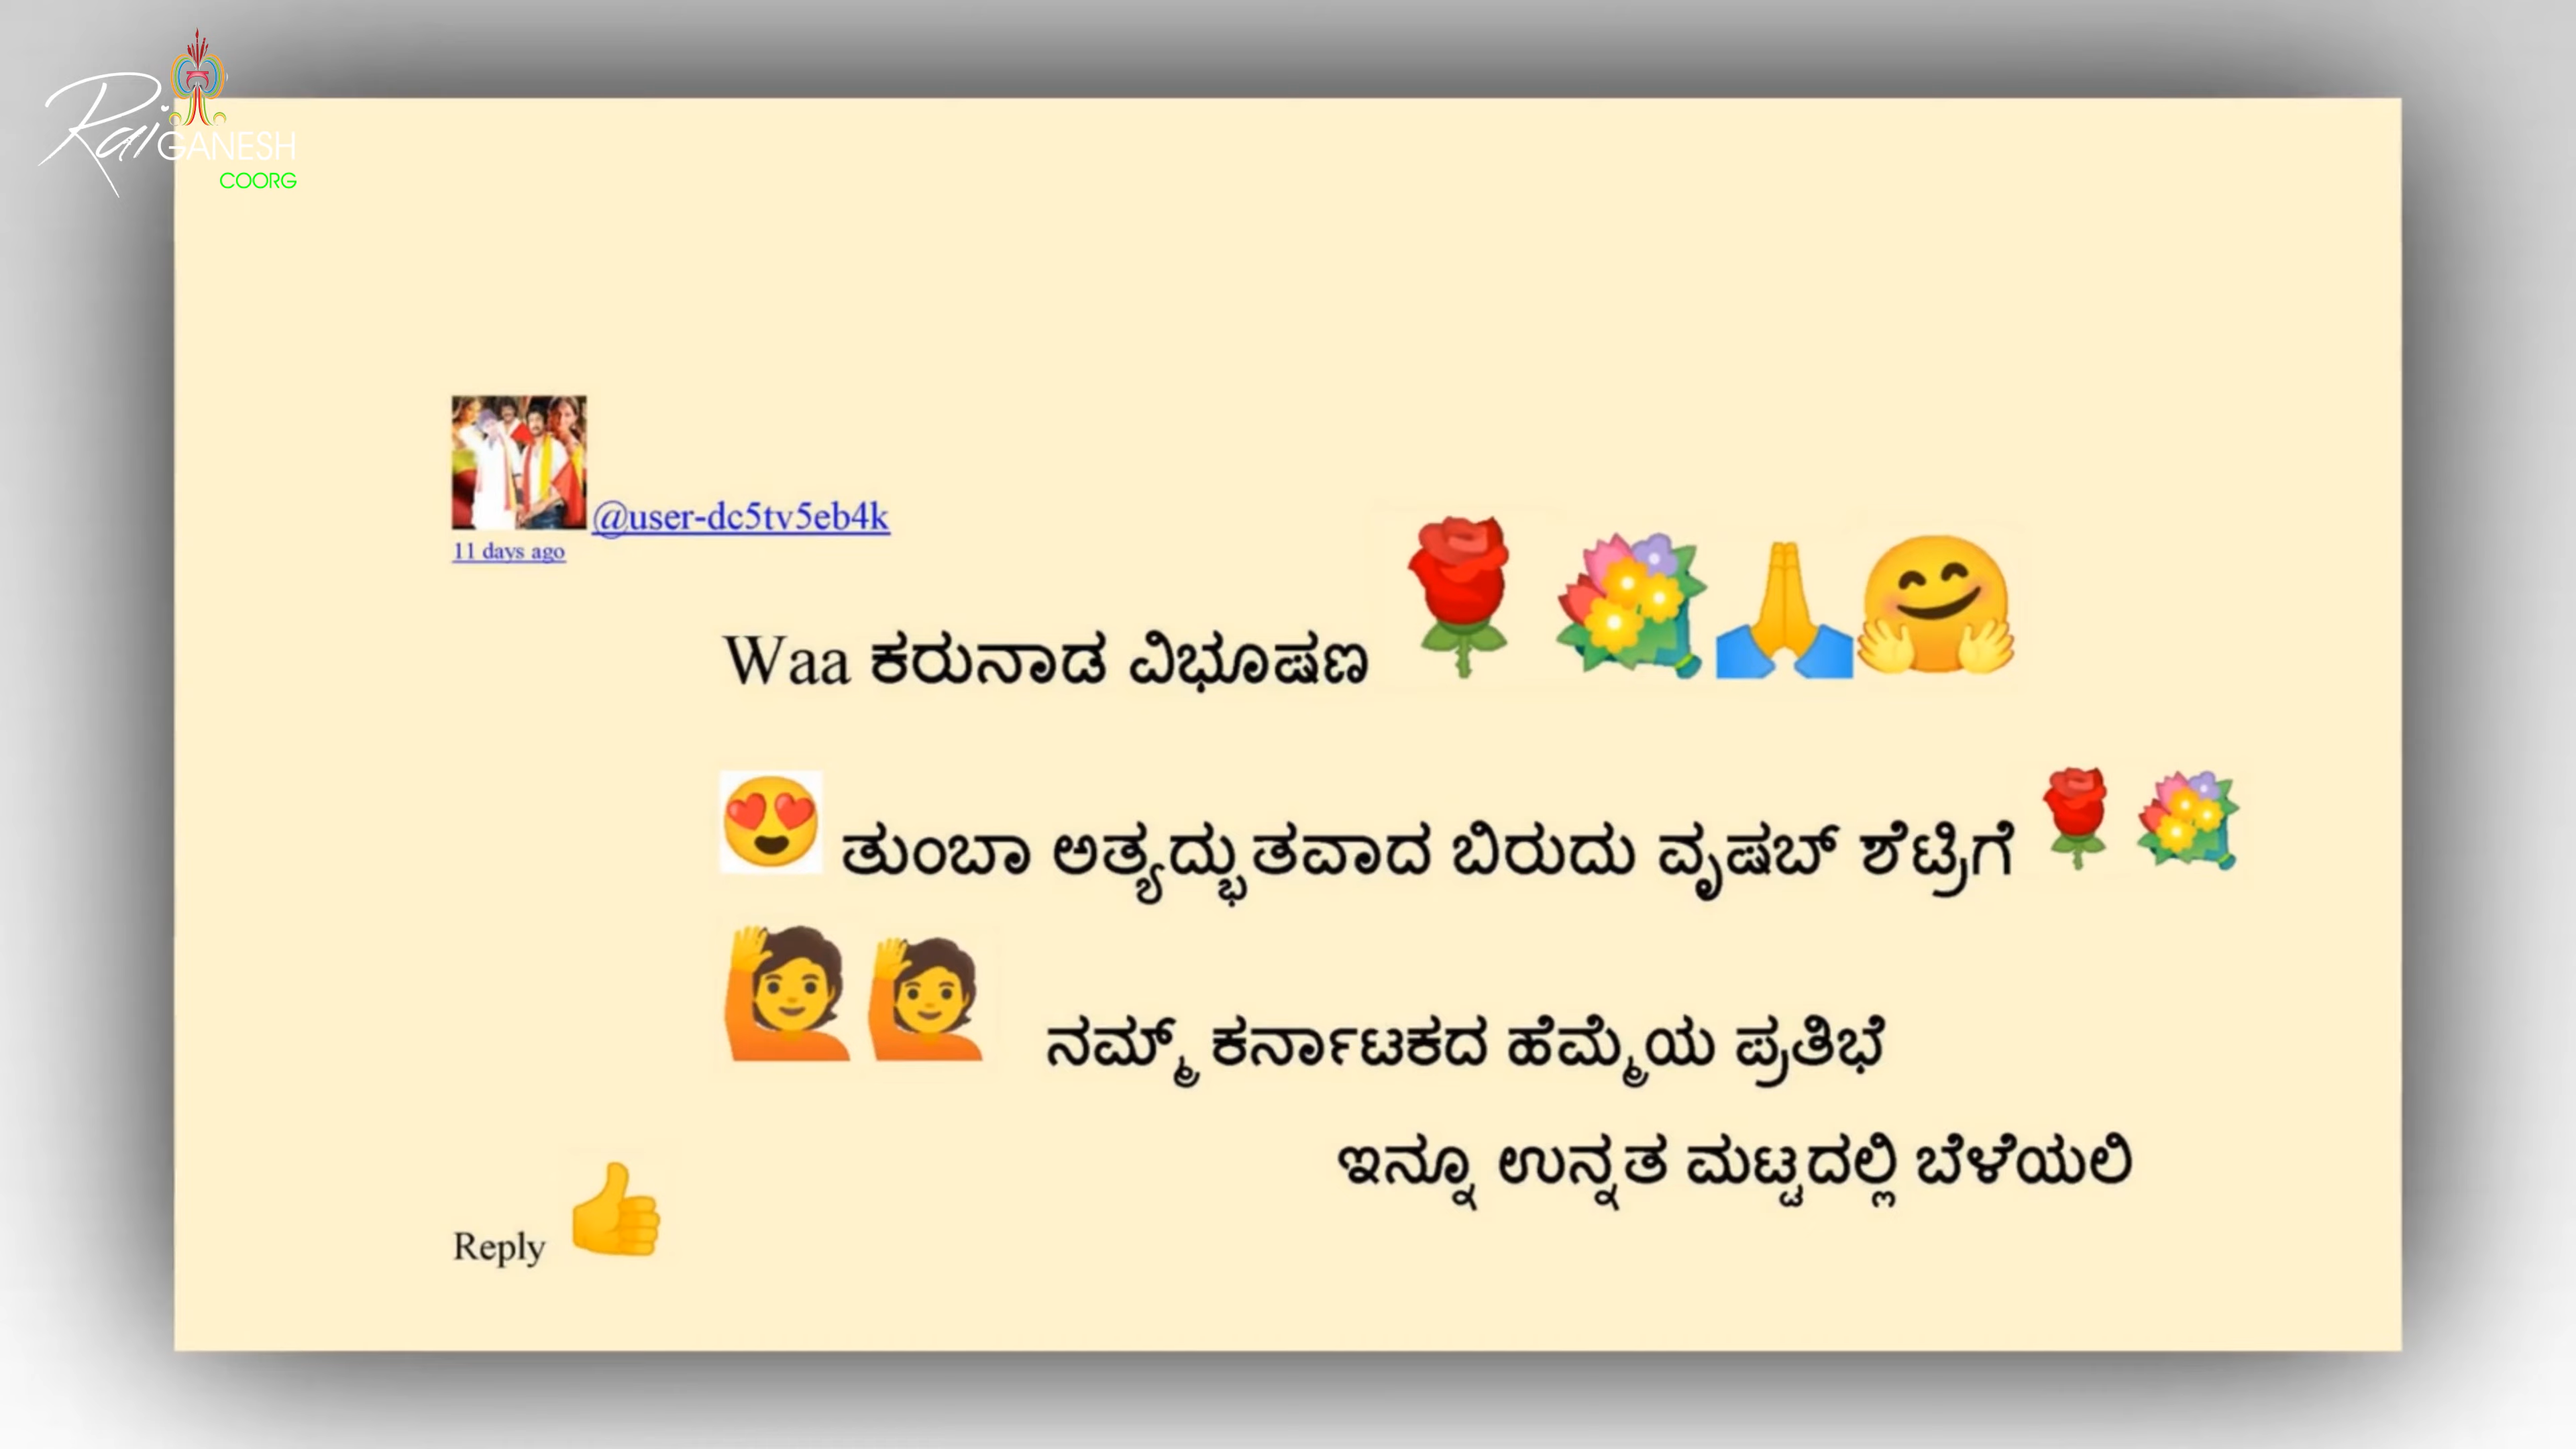 Rai GANESH
COORG
@user-dc5tv5eb4k
11 days ago
Waa ಕರುನಾಡ ವಿಭೂಷಣ 🌹 💐🙏🤗
😍 ತುಂಬಾ ಅತ್ಯದ್ಭುತವಾದ ಬಿರುದು ವೃಷಬ್ ಶೆಟ್ರಿಗೆ 🌹 💐
🙋 🙋 ನಮ್ಮ್ ಕರ್ನಾಟಕದ ಹೆಮ್ಮೆಯ ಪ್ರತಿಭೆ
ಇನ್ನೂ ಉನ್ನತ ಮಟ್ಟದಲ್ಲಿ ಬೆಳೆಯಲಿ
Reply 👍